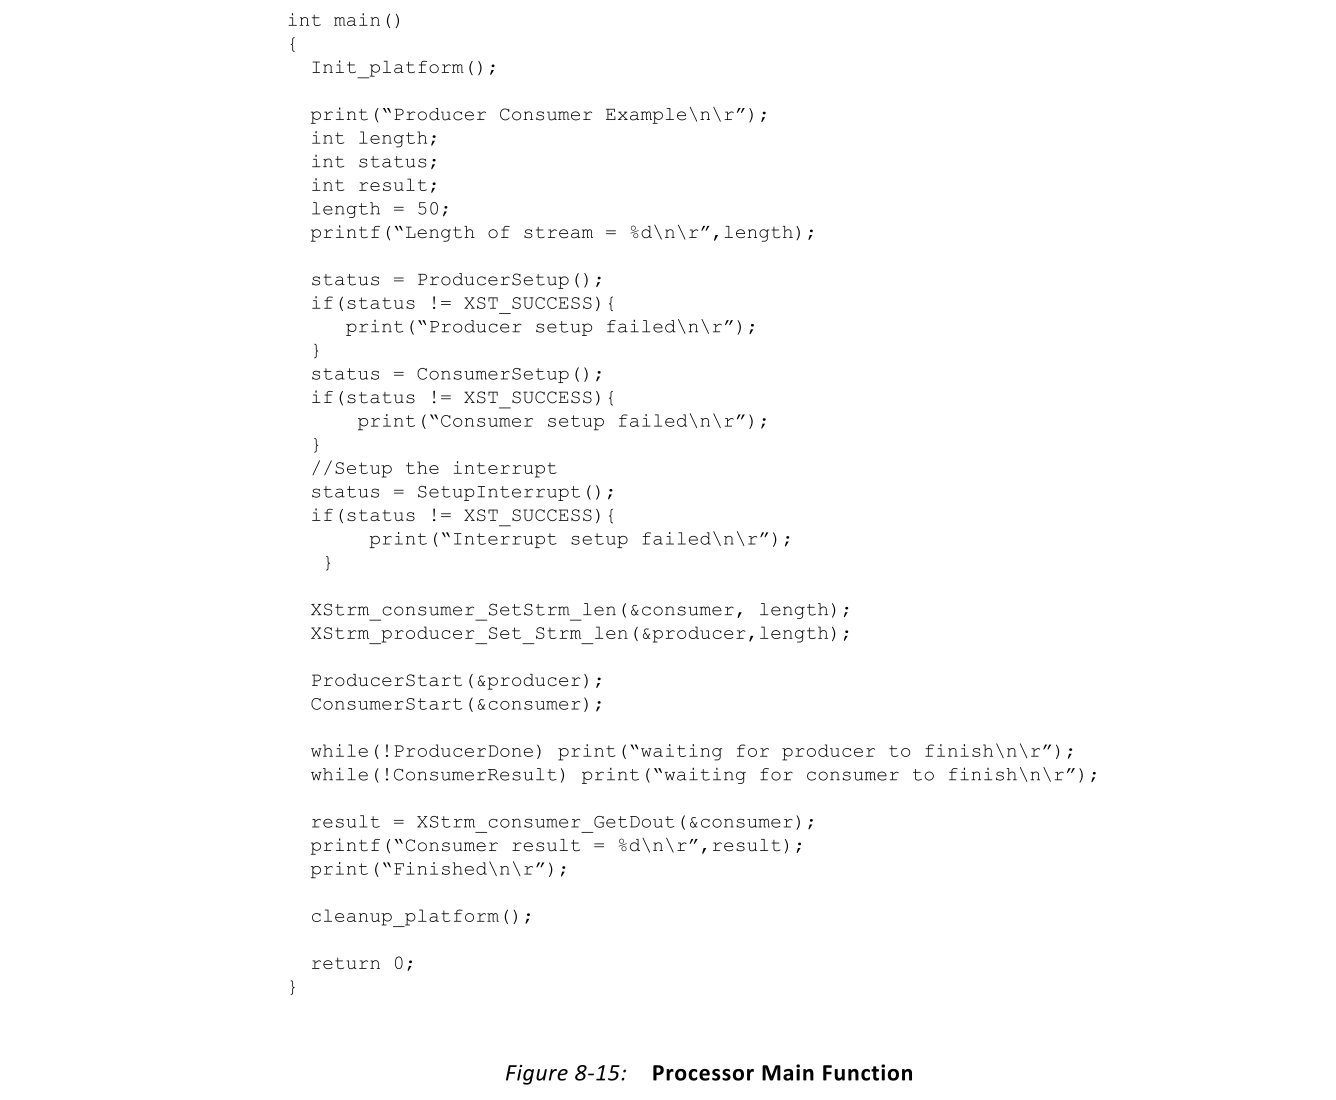 int main()
{
  Init_platform();

  print(“Producer Consumer Example\n\r”);
  int length;
  int status;
  int result;
  length = 50;
  printf(“Length of stream = %d\n\r”,length);

  status = ProducerSetup();
  if(status != XST_SUCCESS){
     print(“Producer setup failed\n\r”);
  }
  status = ConsumerSetup();
  if(status != XST_SUCCESS){
      print(“Consumer setup failed\n\r”);
  }
  //Setup the interrupt
  status = SetupInterrupt();
  if(status != XST_SUCCESS){
       print(“Interrupt setup failed\n\r”);
   }

  XStrm_consumer_SetStrm_len(&consumer, length);
  XStrm_producer_Set_Strm_len(&producer,length);

  ProducerStart(&producer);
  ConsumerStart(&consumer);

  while(!ProducerDone) print(“waiting for producer to finish\n\r”);
  while(!ConsumerResult) print(“waiting for consumer to finish\n\r”);

  result = XStrm_consumer_GetDout(&consumer);
  printf(“Consumer result = %d\n\r”,result);
  print(“Finished\n\r”);

  cleanup_platform();

  return 0;
}

Figure 8-15: Processor Main Function